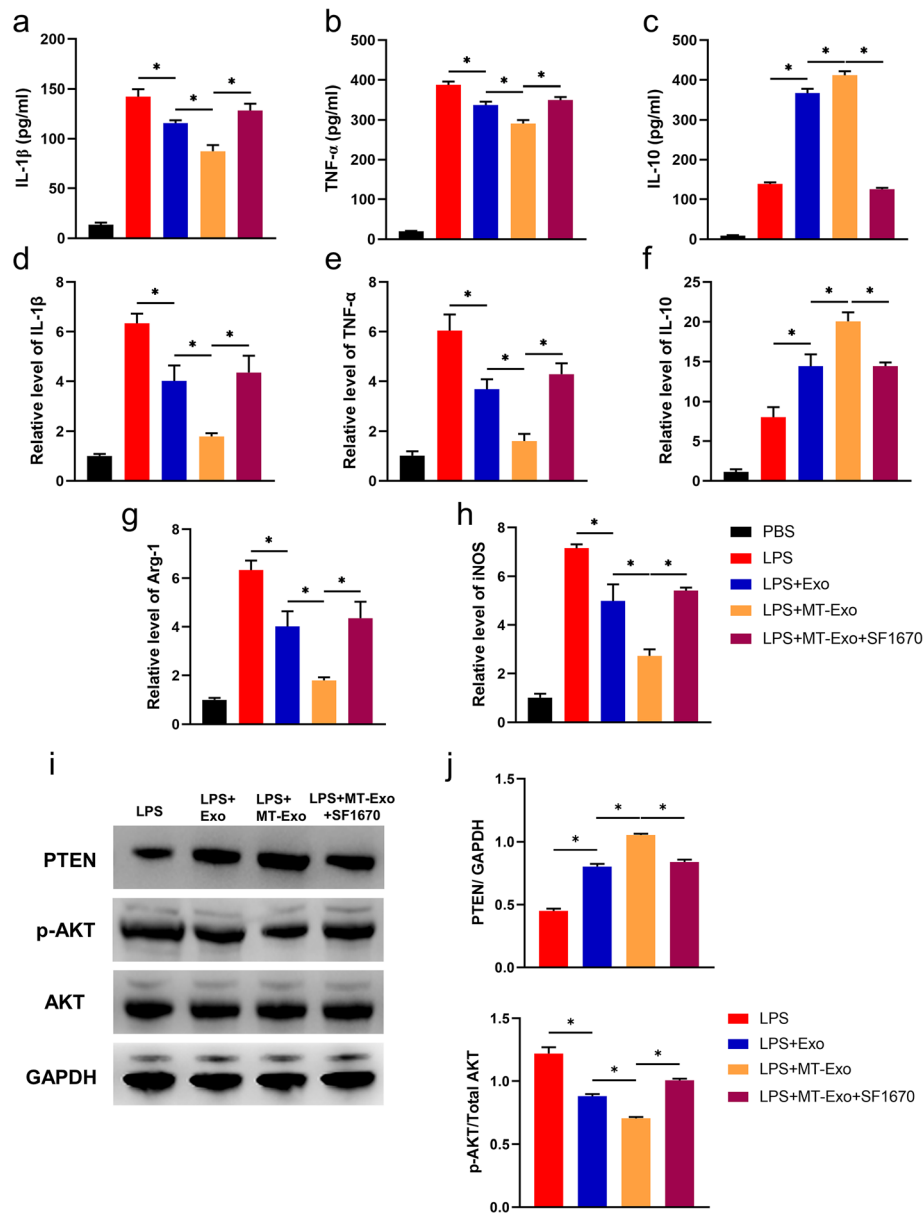 a
b
c
IL-1β (pg/ml)
200
150
100
50
0
* * *
TNF-α (pg/ml)
500
400
300
200
100
0
* * *
IL-10 (pg/ml)
500
400
300
200
100
0
* * *
d
e
f
Relative level of IL-1β
8
6
4
2
0
* * *
Relative level of TNF-α
8
6
4
2
0
* * *
Relative level of IL-10
25
20
15
10
5
0
* * *
g
h
Relative level of Arg-1
8
6
4
2
0
* * *
Relative level of iNOS
8
6
4
2
0
* * *
PBS
LPS
LPS+Exo
LPS+MT-Exo
LPS+MT-Exo+SF1670
i
LPS
LPS+
Exo
LPS+
MT-Exo
LPS+MT-Exo
+SF1670
PTEN
p-AKT
AKT
GAPDH
j
PTEN/ GAPDH
1.5
1.0
0.5
0.0
* * *
p-AKT/Total AKT
1.5
1.0
0.5
0.0
* * *
LPS
LPS+Exo
LPS+MT-Exo
LPS+MT-Exo+SF1670